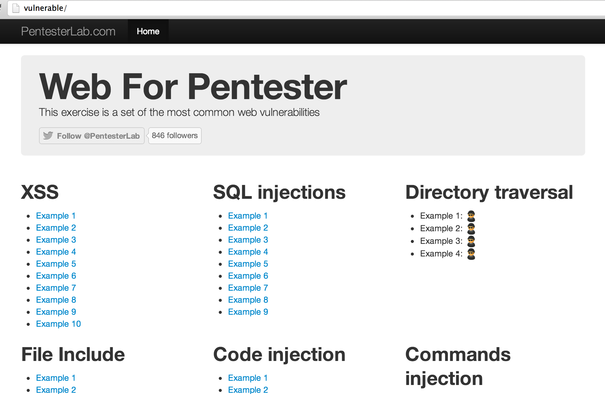 vulnerable/
PentesterLab.com Home
Web For Pentester
This exercise is a set of the most common web vulnerabilities
Follow @PentesterLab 846 followers
XSS
Example 1
Example 2
Example 3
Example 4
Example 5
Example 6
Example 7
Example 8
Example 9
Example 10
SQL injections
Example 1
Example 2
Example 3
Example 4
Example 5
Example 6
Example 7
Example 8
Example 9
Directory traversal
Example 1:
Example 2:
Example 3:
Example 4:
File Include
Example 1
Example 2
Code injection
Example 1
Example 2
Commands
injection